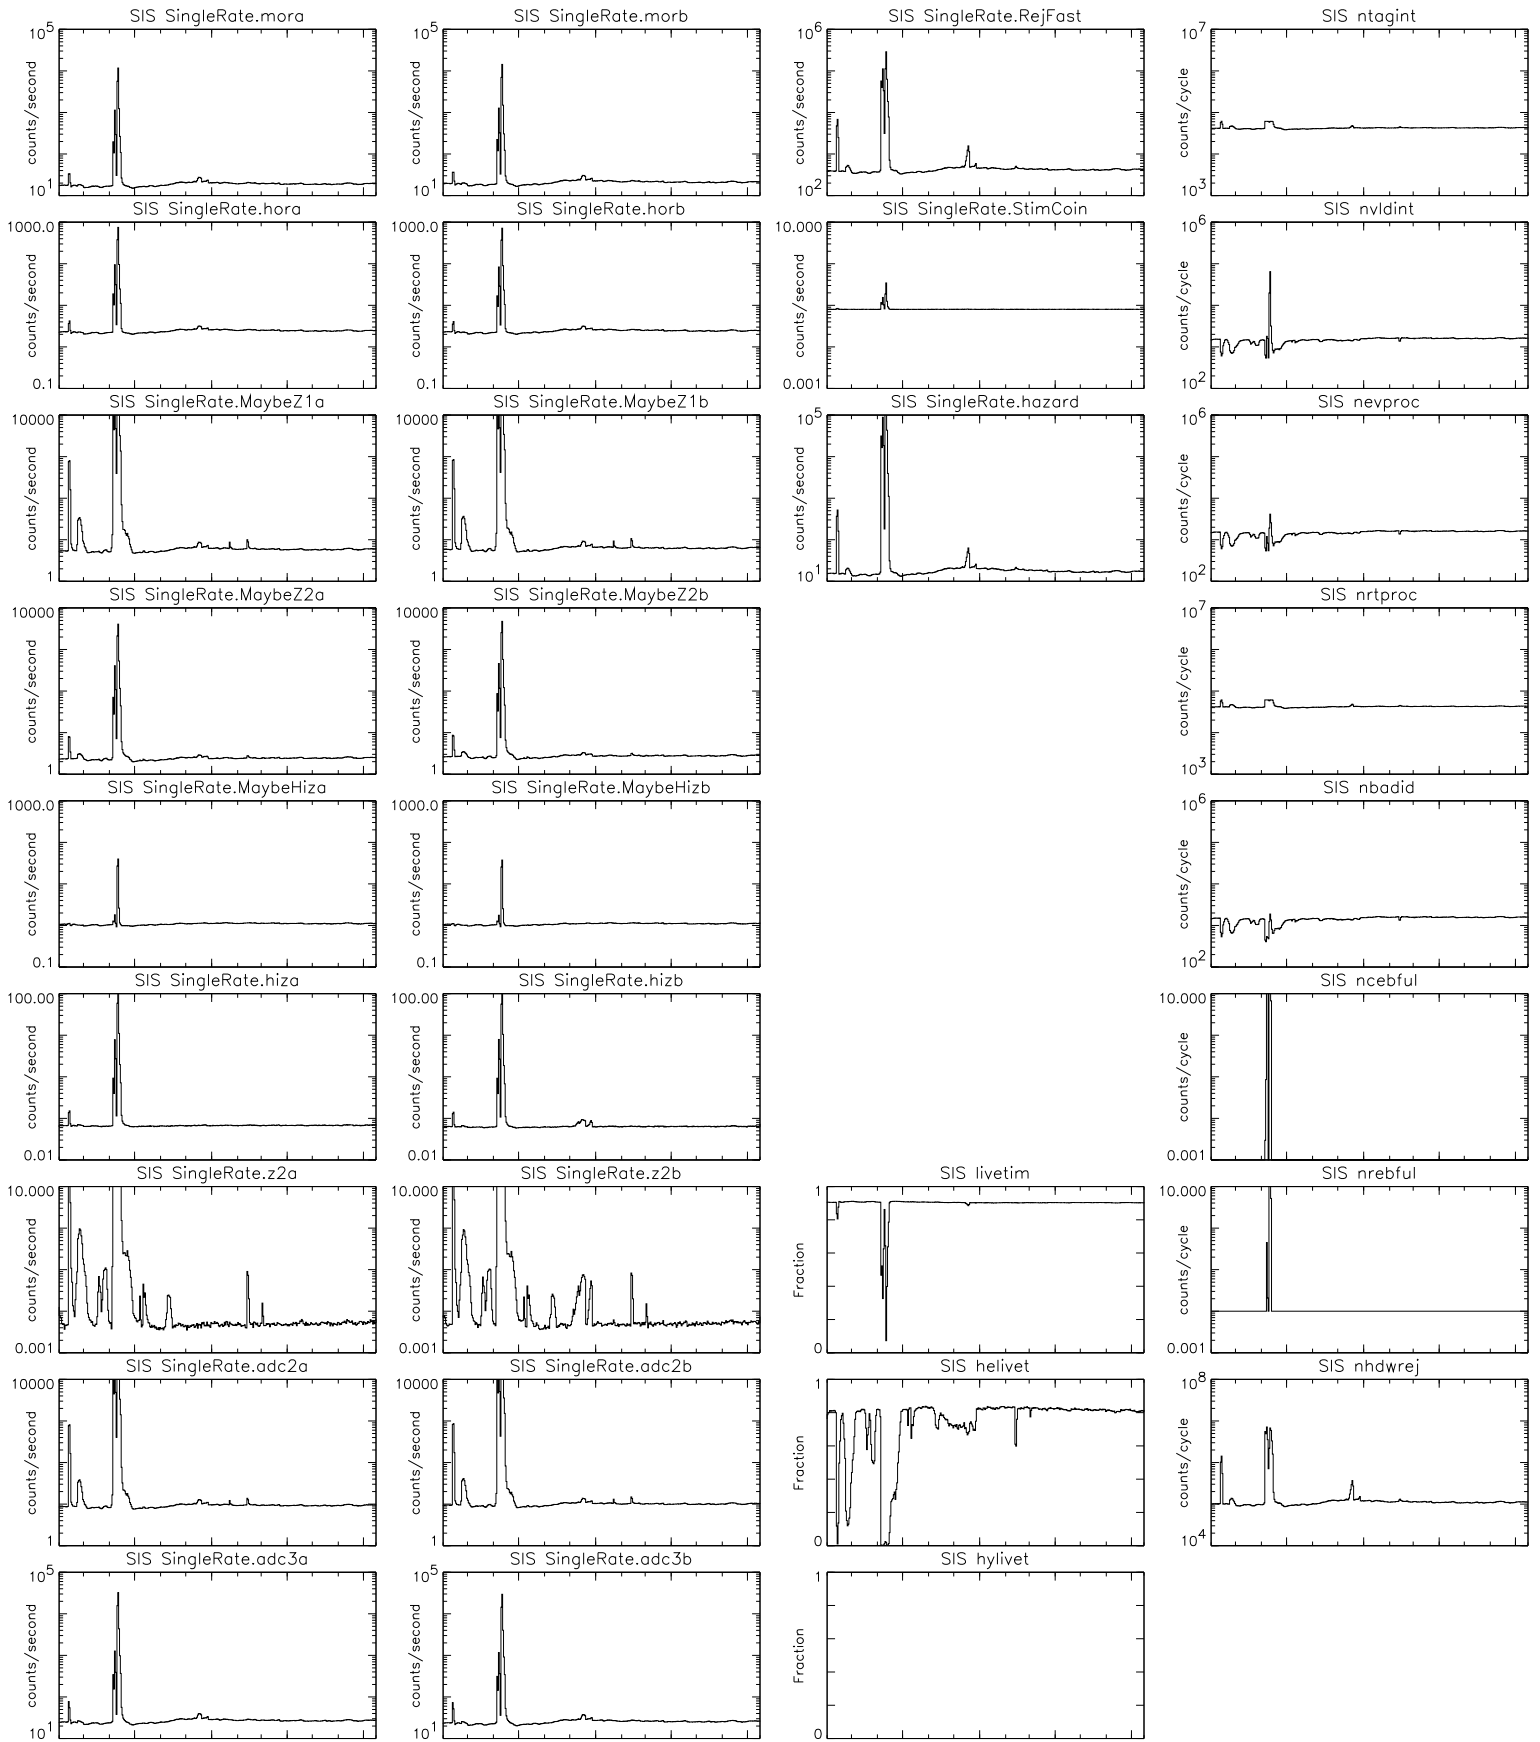 SIS SingleRate.mora SIS SingleRate.morb SIS SingleRate.RejFast SIS ntagint
10^5 10^5 10^6 10^7
counts/second counts/second counts/second counts/cycle
10^1 10^1 10^2 10^3
SIS SingleRate.hora SIS SingleRate.horb SIS SingleRate.StimCoin SIS nvldint
1000.0 1000.0 10.000 10^6
counts/second counts/second counts/second counts/cycle
0.1 0.1 0.001 10^2
SIS SingleRate.MaybeZ1a SIS SingleRate.MaybeZ1b SIS SingleRate.hazard SIS nevproc
10000 10000 10^5 10^6
counts/second counts/second counts/second counts/cycle
1 1 10^1 10^2
SIS SingleRate.MaybeZ2a SIS SingleRate.MaybeZ2b SIS nrtproc
10000 10000 10^7
counts/second counts/second counts/cycle
1 1 10^3
SIS SingleRate.MaybeHiza SIS SingleRate.MaybeHizb SIS nbadid
1000.0 1000.0 10^6
counts/second counts/second counts/cycle
0.1 0.1 10^2
SIS SingleRate.hiza SIS SingleRate.hizb SIS ncebful
100.00 100.00 10.000
counts/second counts/second counts/cycle
0.01 0.01 0.001
SIS SingleRate.z2a SIS SingleRate.z2b SIS livetim SIS nrebful
10.000 10.000 1 10.000
counts/second counts/second Fraction counts/cycle
0.001 0.001 0 0.001
SIS SingleRate.adc2a SIS SingleRate.adc2b SIS helivet SIS nhdwrej
10000 10000 1 10^8
counts/second counts/second Fraction counts/cycle
1 1 0 10^4
SIS SingleRate.adc3a SIS SingleRate.adc3b SIS hylivet
10^5 10^5 1
counts/second counts/second Fraction
10^1 10^1 0